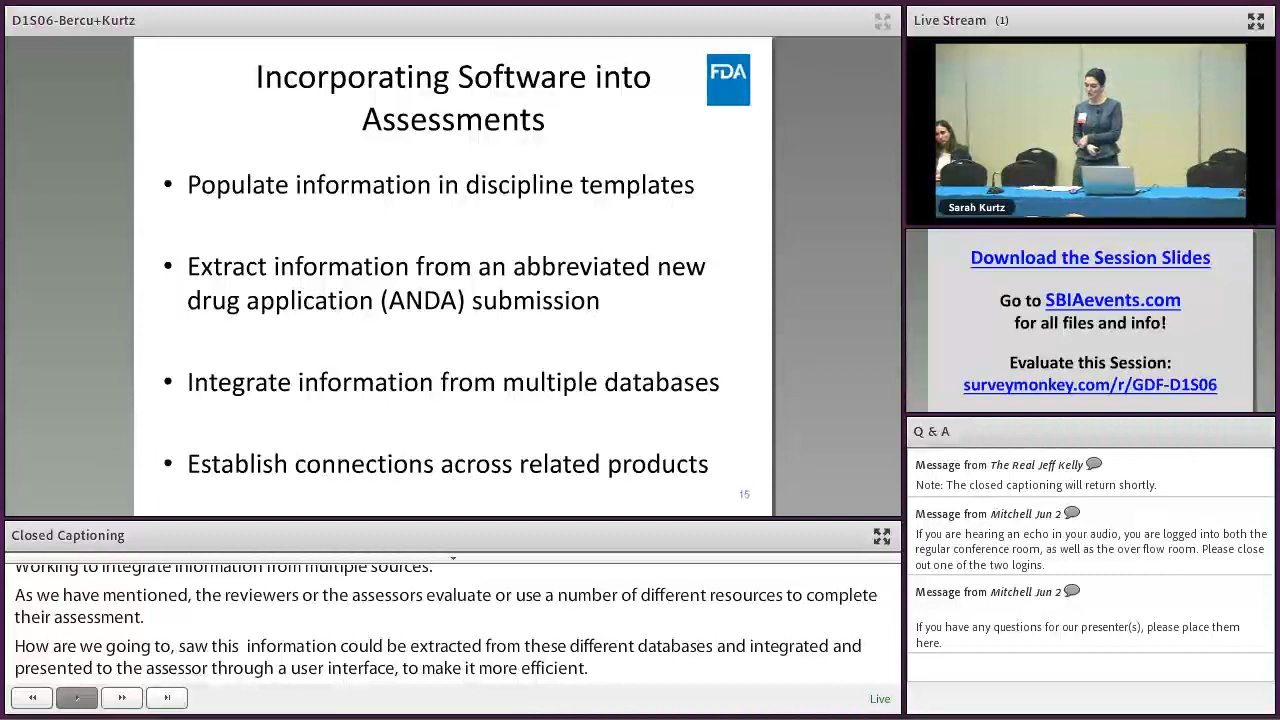 D1S06-Bercu+Kurtz
Incorporating Software into
Assessments
FDA
• Populate information in discipline templates
• Extract information from an abbreviated new
drug application (ANDA) submission
• Integrate information from multiple databases
• Establish connections across related products
15
Closed Captioning
Working to integrate information from multiple sources.
As we have mentioned, the reviewers or the assessors evaluate or use a number of different resources to complete
their assessment.
How are we going to, saw this information could be extracted from these different databases and integrated and
presented to the assessor through a user interface, to make it more efficient.
Live
Live Stream (1)
Sarah Kurtz
Download the Session Slides
Go to SBIAevents.com
for all files and info!
Evaluate this Session:
surveymonkey.com/r/GDF-D1S06
Q & A
Message from The Real Jeff Kelly
Note: The closed captioning will return shortly.
Message from Mitchell Jun 2
If you are hearing an echo in your audio, you are logged into both the
regular conference room, as well as the over flow room. Please close
out one of the two logins.
Message from Mitchell Jun 2
If you have any questions for our presenter(s), please place them
here.